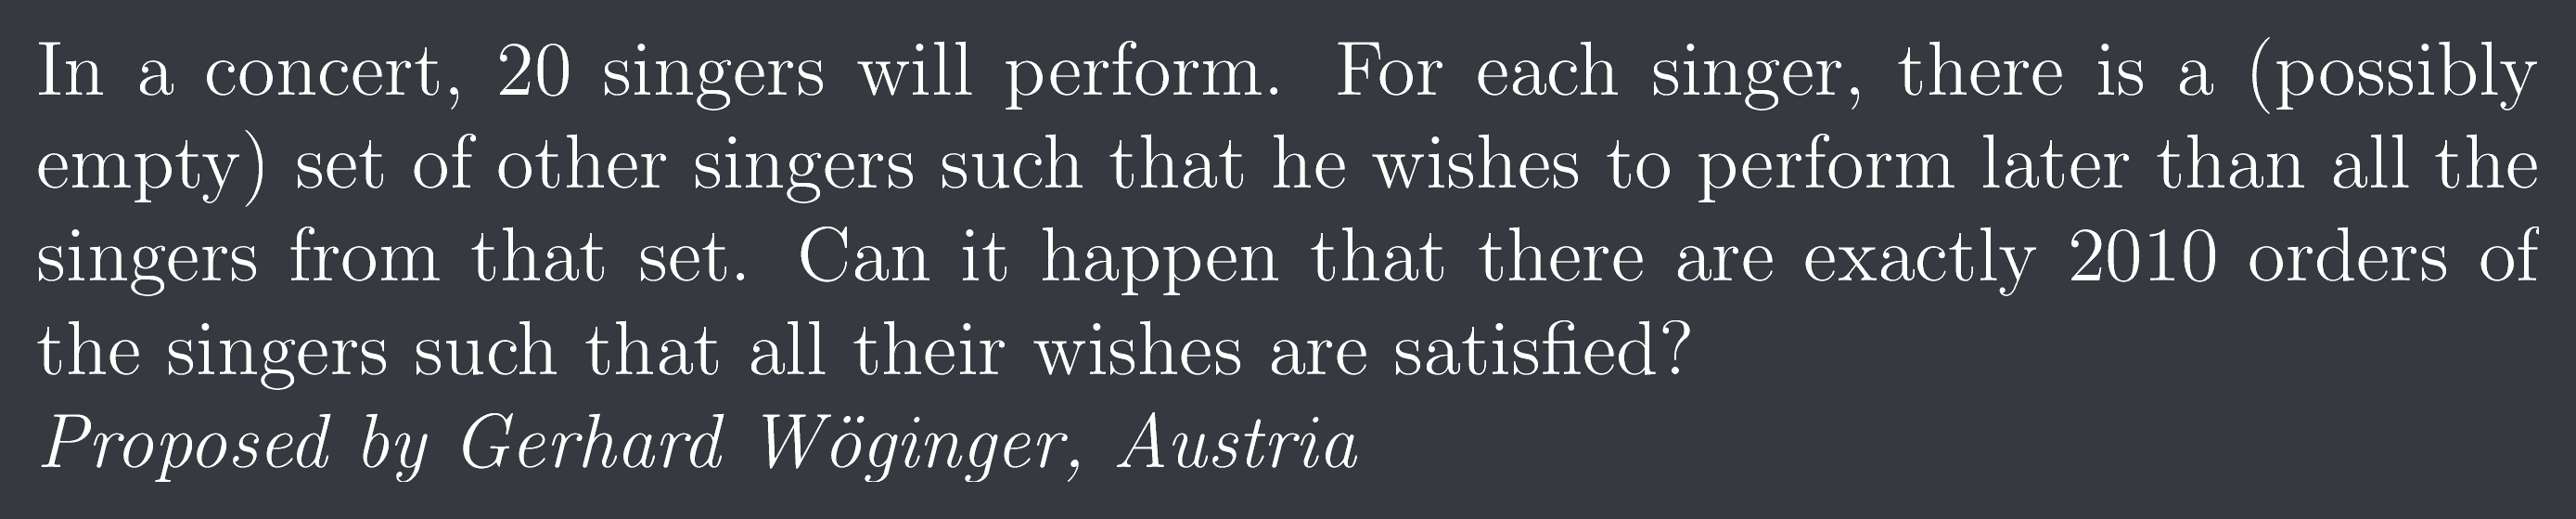 In a concert, 20 singers will perform. For each singer, there is a (possibly
empty) set of other singers such that he wishes to perform later than all the
singers from that set. Can it happen that there are exactly 2010 orders of
the singers such that all their wishes are satisfied?
Proposed by Gerhard Wöginger, Austria